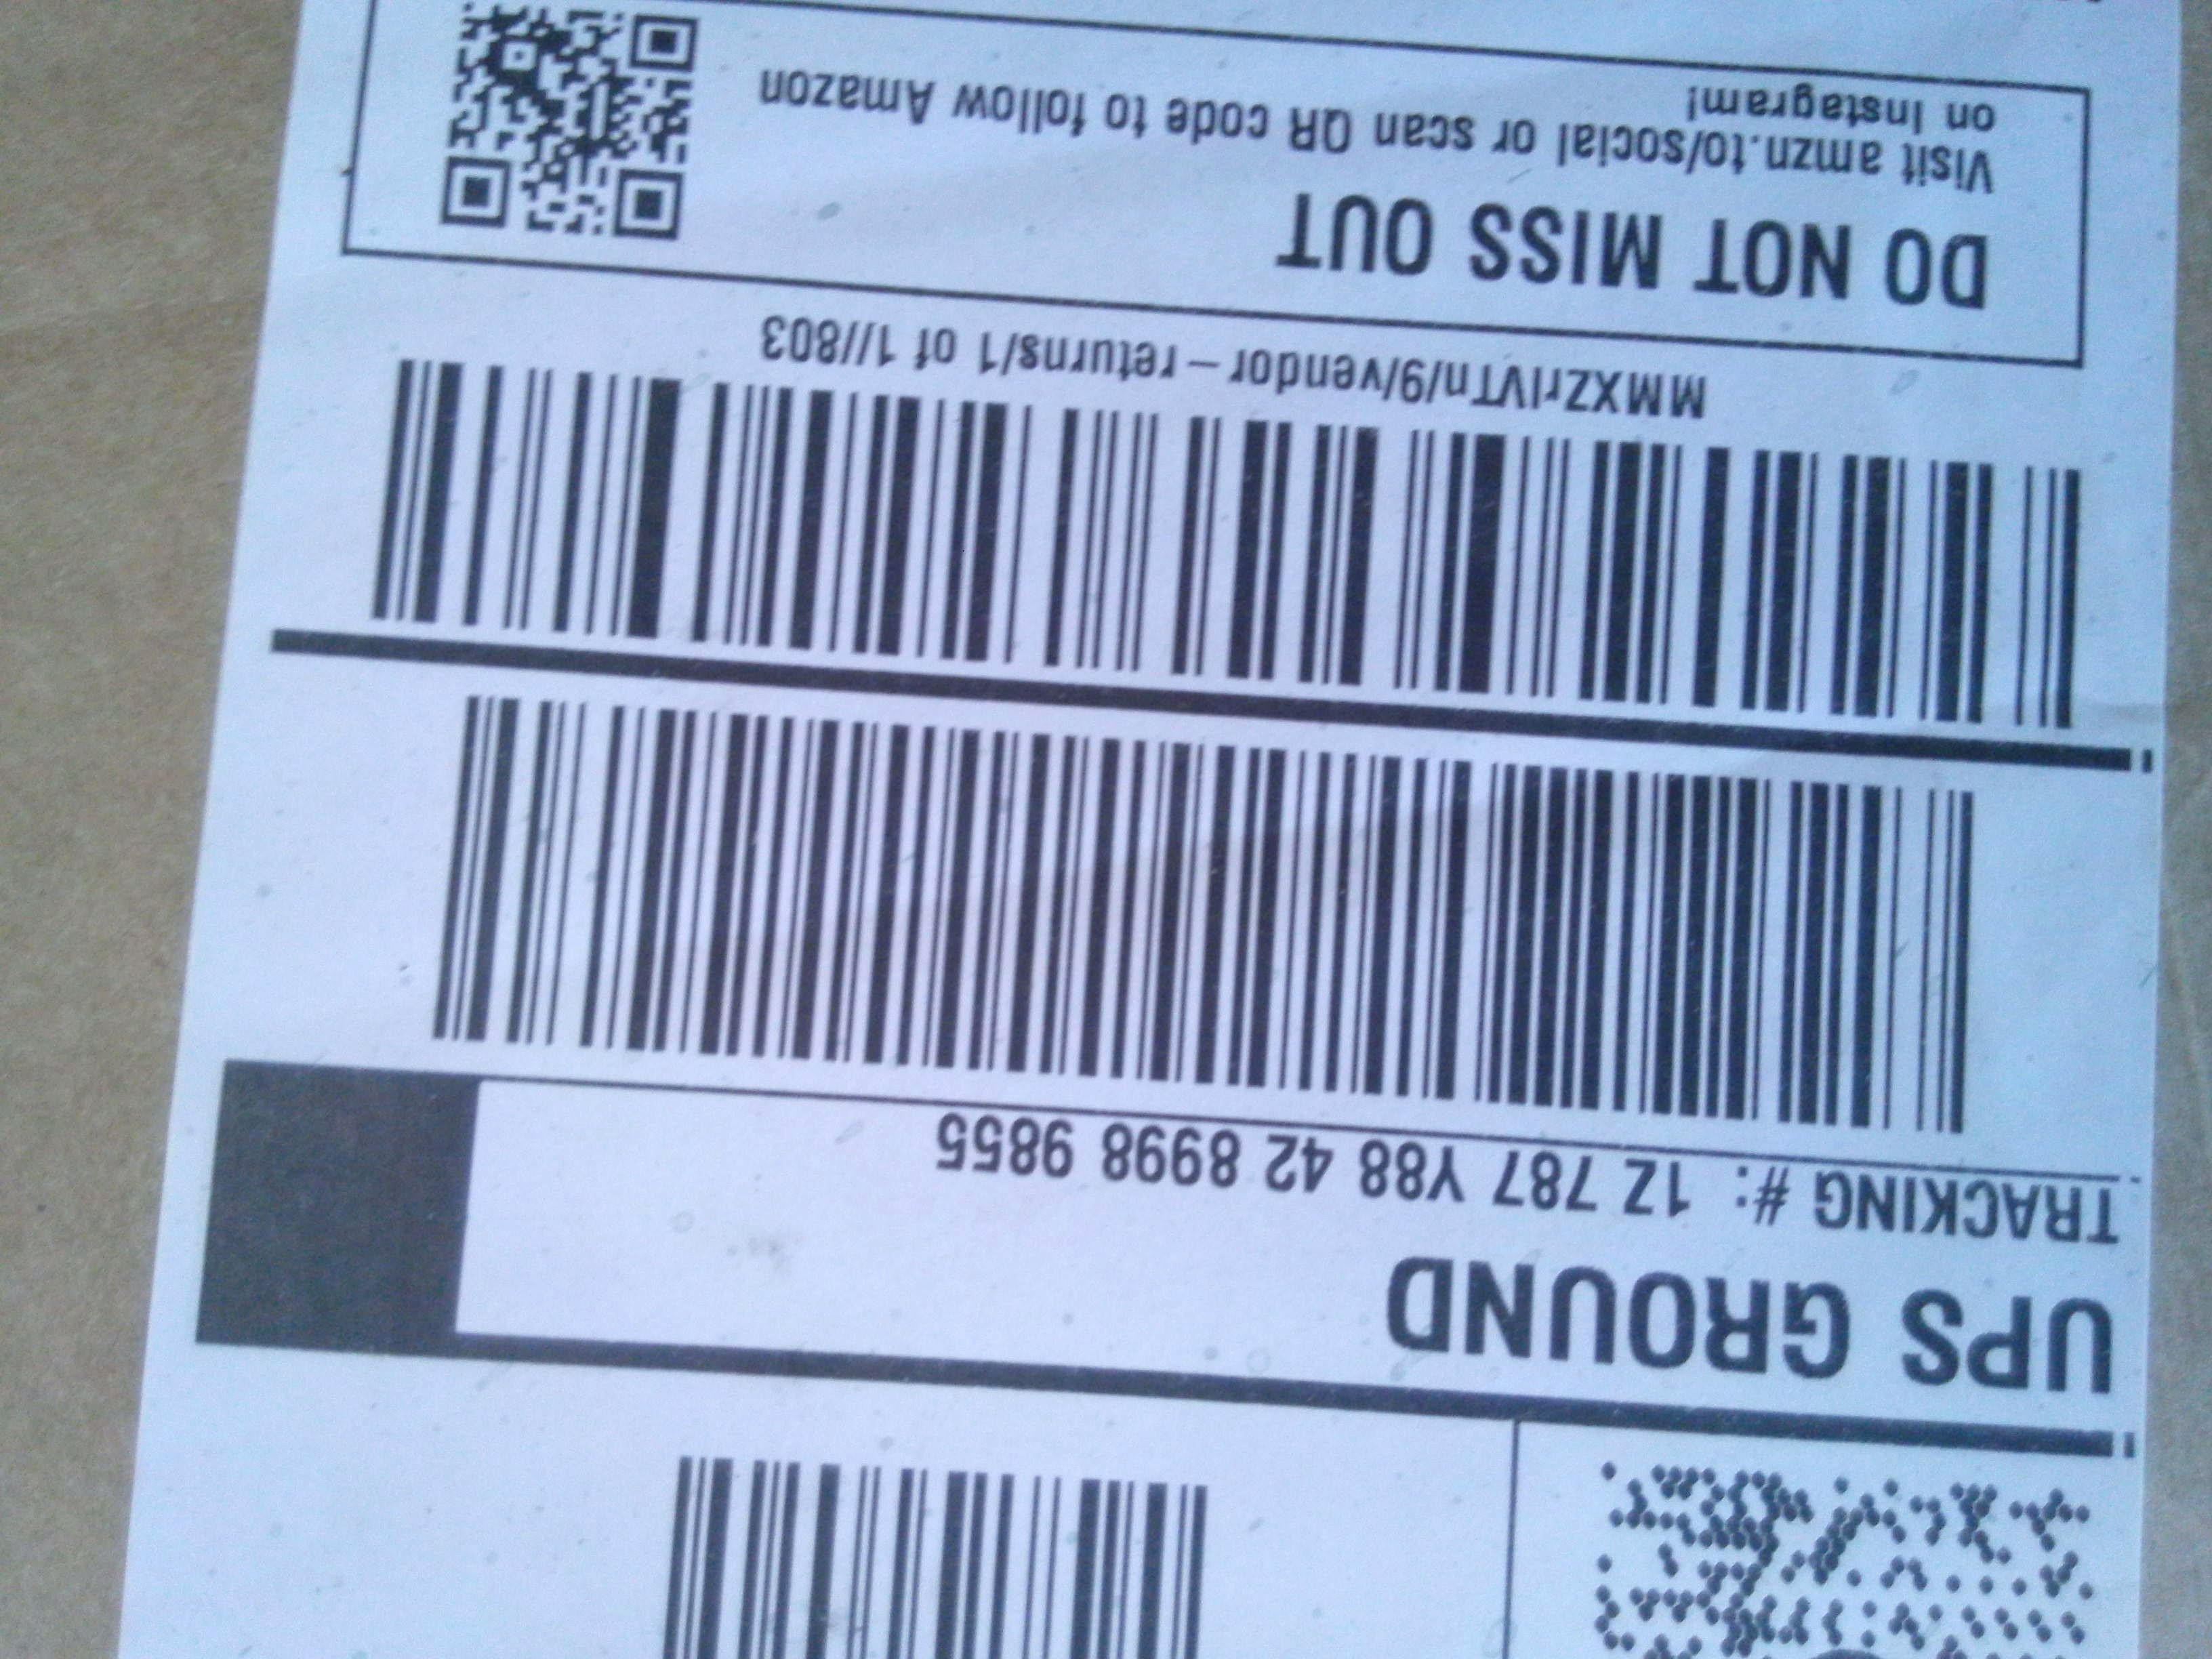 UPS GROUND
TRACKING #: 1Z 787 Y88 42 8998 9855
MMXZrIVTn/9/vendor – returns/1 of 1//803
DO NOT MISS OUT
Visit amzn.to/social or scan QR code to follow Amazon
on Instagram!